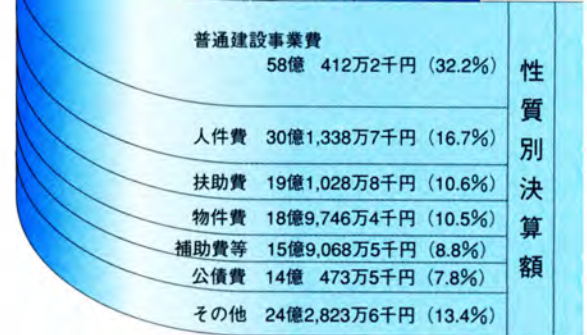 普通建設事業費
58億 412万2千円（32.2%）
人件費 30億1,338万7千円（16.7%）
扶助費 19億1,028万8千円（10.6%）
物件費 18億9,746万4千円（10.5%）
補助費等 15億9,068万5千円（8.8%）
公債費 14億 473万5千円（7.8%）
その他 24億2,823万6千円（13.4%）
性質別決算額